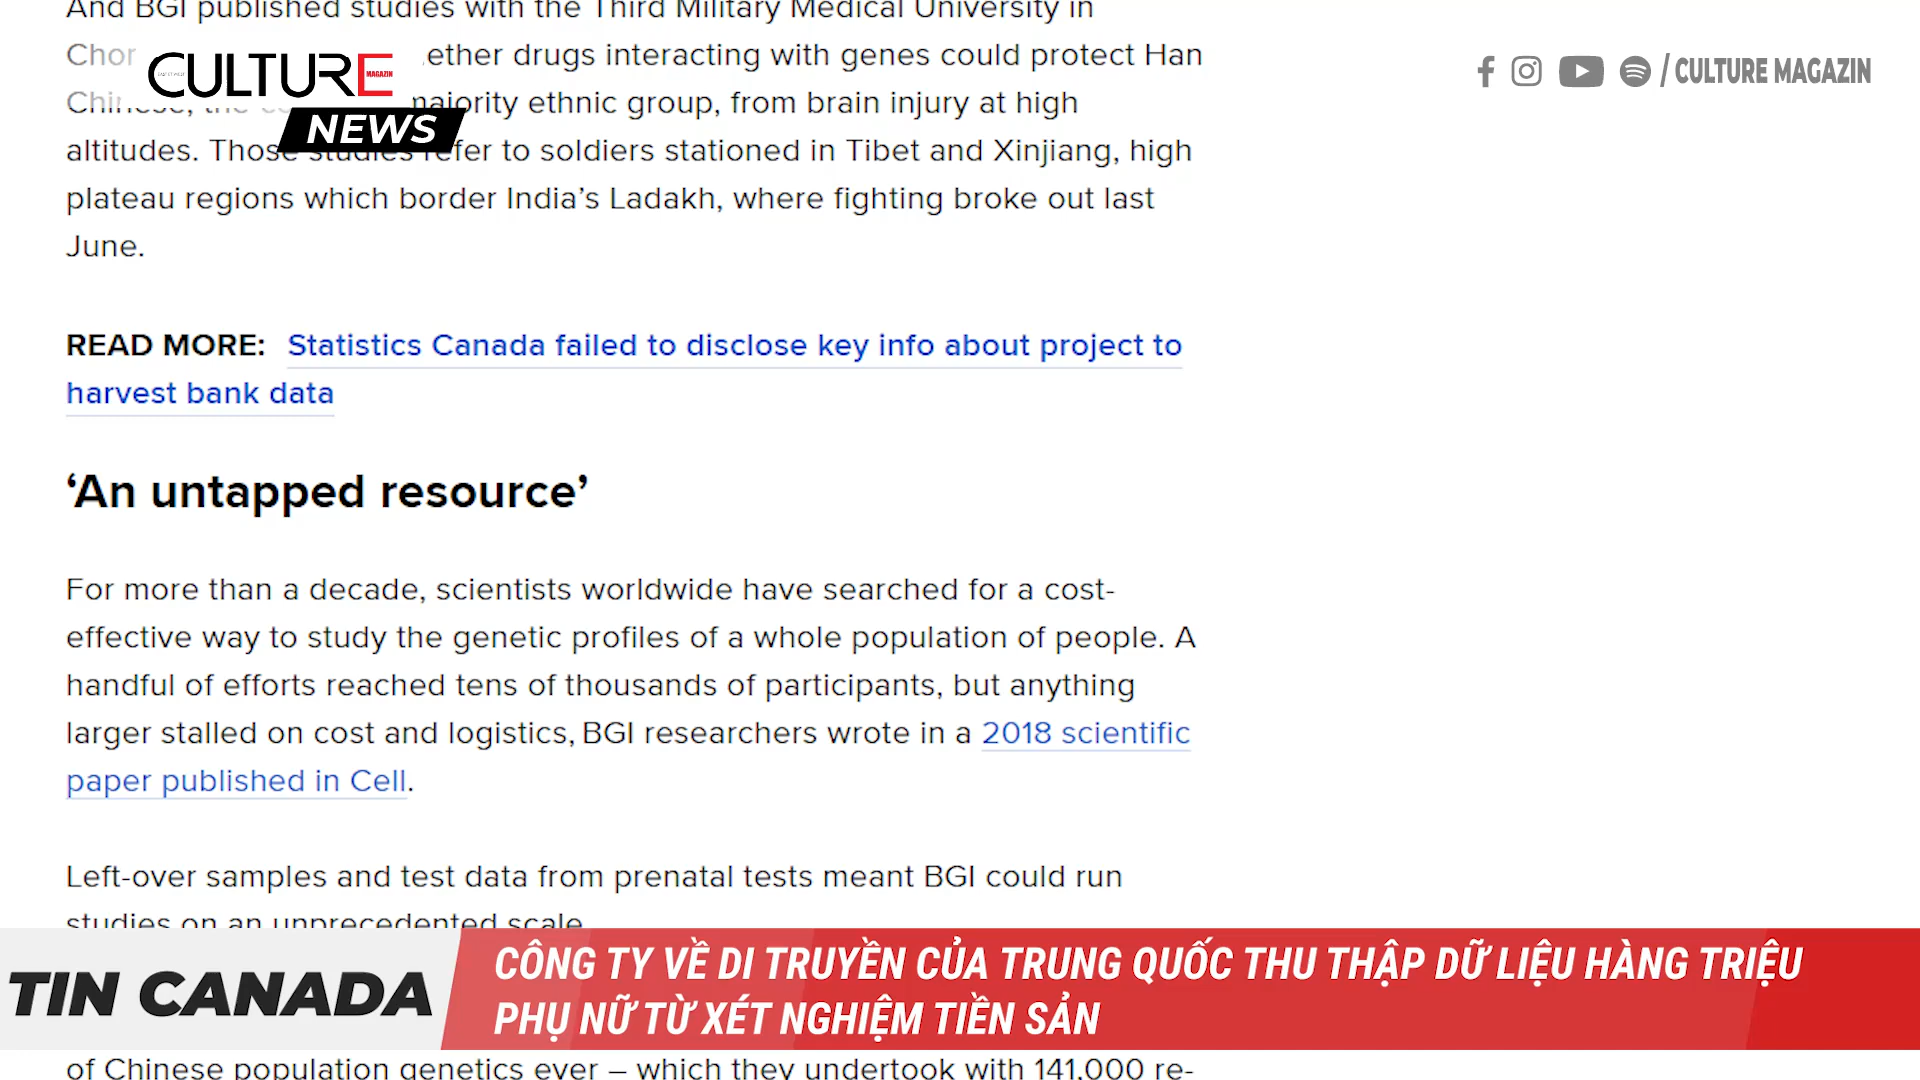 And BGI published studies with the Third Military Medical University in
CULTURE
MAGAZIN
NEWS
/ CULTURE MAGAZIN
ether drugs interacting with genes could protect Han
Chinese, the majority ethnic group, from brain injury at high
altitudes. Those studies refer to soldiers stationed in Tibet and Xinjiang, high
plateau regions which border India’s Ladakh, where fighting broke out last
June.
READ MORE: Statistics Canada failed to disclose key info about project to
harvest bank data
‘An untapped resource’
For more than a decade, scientists worldwide have searched for a cost-
effective way to study the genetic profiles of a whole population of people. A
handful of efforts reached tens of thousands of participants, but anything
larger stalled on cost and logistics, BGI researchers wrote in a 2018 scientific
paper published in Cell.
Left-over samples and test data from prenatal tests meant BGI could run
studies on an unprecedented scale
TIN CANADA
CÔNG TY VỀ DI TRUYỀN CỦA TRUNG QUỐC THU THẬP DỮ LIỆU HÀNG TRIỆU
PHỤ NỮ TỪ XÉT NGHIỆM TIỀN SẢN
of Chinese population genetics ever – which they undertook with 141,000 re-